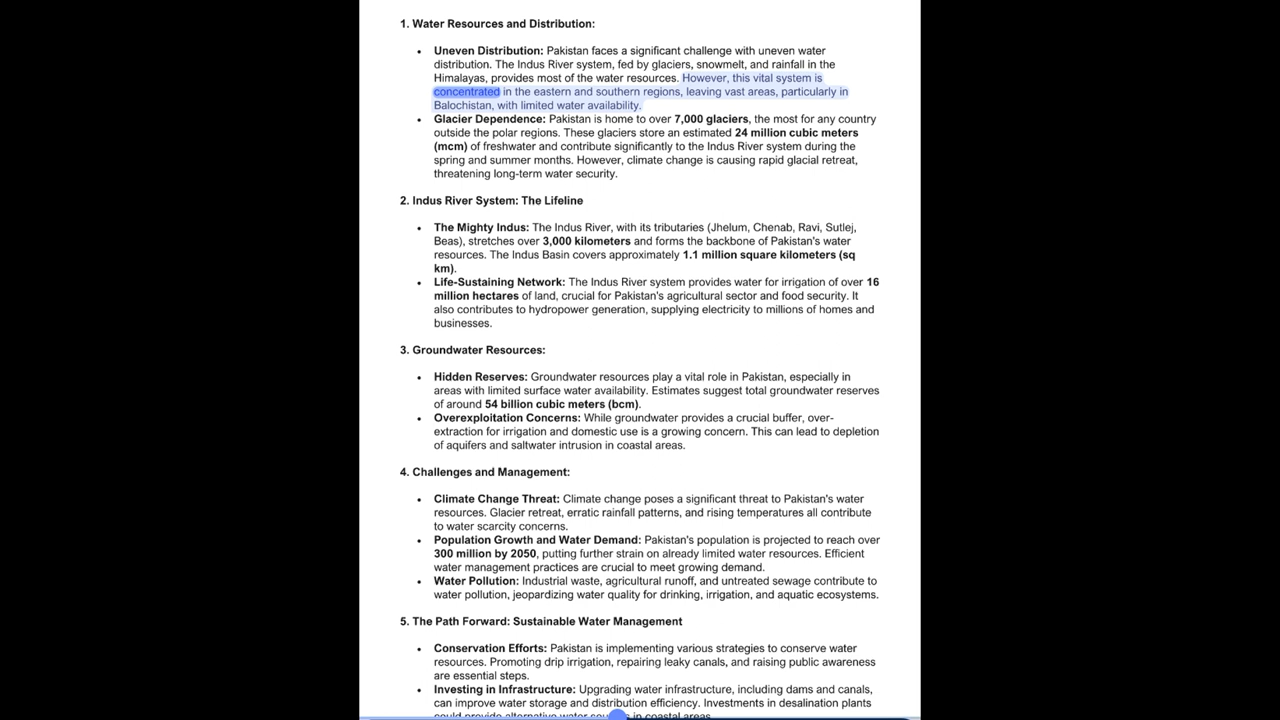 1. Water Resources and Distribution:
• Uneven Distribution: Pakistan faces a significant challenge with uneven water
distribution. The Indus River system, fed by glaciers, snowmelt, and rainfall in the
Himalayas, provides most of the water resources. However, this vital system is
concentrated in the eastern and southern regions, leaving vast areas, particularly in
Balochistan, with limited water availability.
• Glacier Dependence: Pakistan is home to over 7,000 glaciers, the most for any country
outside the polar regions. These glaciers store an estimated 24 million cubic meters
(mcm) of freshwater and contribute significantly to the Indus River system during the
spring and summer months. However, climate change is causing rapid glacial retreat,
threatening long-term water security.
2. Indus River System: The Lifeline
• The Mighty Indus: The Indus River, with its tributaries (Jhelum, Chenab, Ravi, Sutlej,
Beas), stretches over 3,000 kilometers and forms the backbone of Pakistan's water
resources. The Indus Basin covers approximately 1.1 million square kilometers (sq
km).
• Life-Sustaining Network: The Indus River system provides water for irrigation of over 16
million hectares of land, crucial for Pakistan's agricultural sector and food security. It
also contributes to hydropower generation, supplying electricity to millions of homes and
businesses.
3. Groundwater Resources:
• Hidden Reserves: Groundwater resources play a vital role in Pakistan, especially in
areas with limited surface water availability. Estimates suggest total groundwater reserves
of around 54 billion cubic meters (bcm).
• Overexploitation Concerns: While groundwater provides a crucial buffer, over-
extraction for irrigation and domestic use is a growing concern. This can lead to depletion
of aquifers and saltwater intrusion in coastal areas.
4. Challenges and Management:
• Climate Change Threat: Climate change poses a significant threat to Pakistan's water
resources. Glacier retreat, erratic rainfall patterns, and rising temperatures all contribute
to water scarcity concerns.
• Population Growth and Water Demand: Pakistan's population is projected to reach over
300 million by 2050, putting further strain on already limited water resources. Efficient
water management practices are crucial to meet growing demand.
• Water Pollution: Industrial waste, agricultural runoff, and untreated sewage contribute to
water pollution, jeopardizing water quality for drinking, irrigation, and aquatic ecosystems.
5. The Path Forward: Sustainable Water Management
• Conservation Efforts: Pakistan is implementing various strategies to conserve water
resources. Promoting drip irrigation, repairing leaky canals, and raising public awareness
are essential steps.
• Investing in Infrastructure: Upgrading water infrastructure, including dams and canals,
can improve water storage and distribution efficiency. Investments in desalination plants
could provide alternative water in coastal areas.